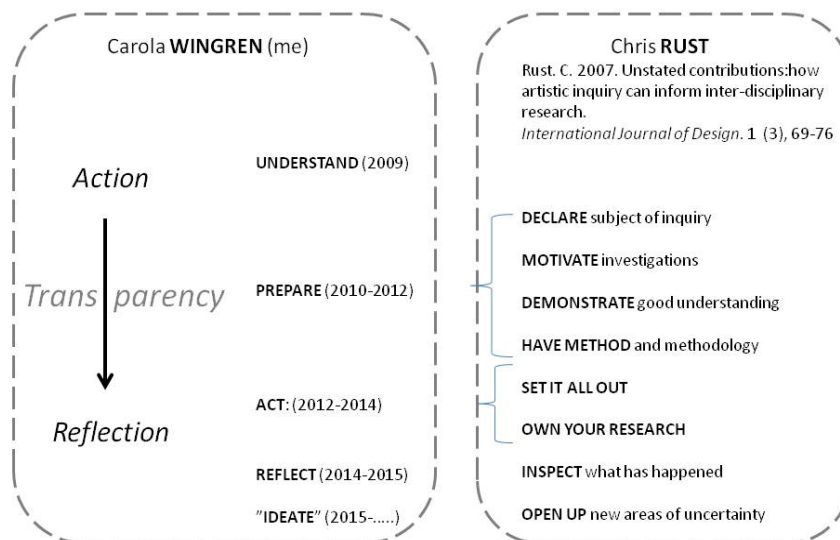 Carola WINGREN (me)
Action
Trans parency
Reflection
UNDERSTAND (2009)
PREPARE (2010-2012)
ACT: (2012-2014)
REFLECT (2014-2015)
”IDEATE” (2015-.....)
Chris RUST
Rust. C. 2007. Unstated contributions:how
artistic inquiry can inform inter-disciplinary
research.
International Journal of Design. 1 (3), 69-76
DECLARE subject of inquiry
MOTIVATE investigations
DEMONSTRATE good understanding
HAVE METHOD and methodology
SET IT ALL OUT
OWN YOUR RESEARCH
INSPECT what has happened
OPEN UP new areas of uncertainty